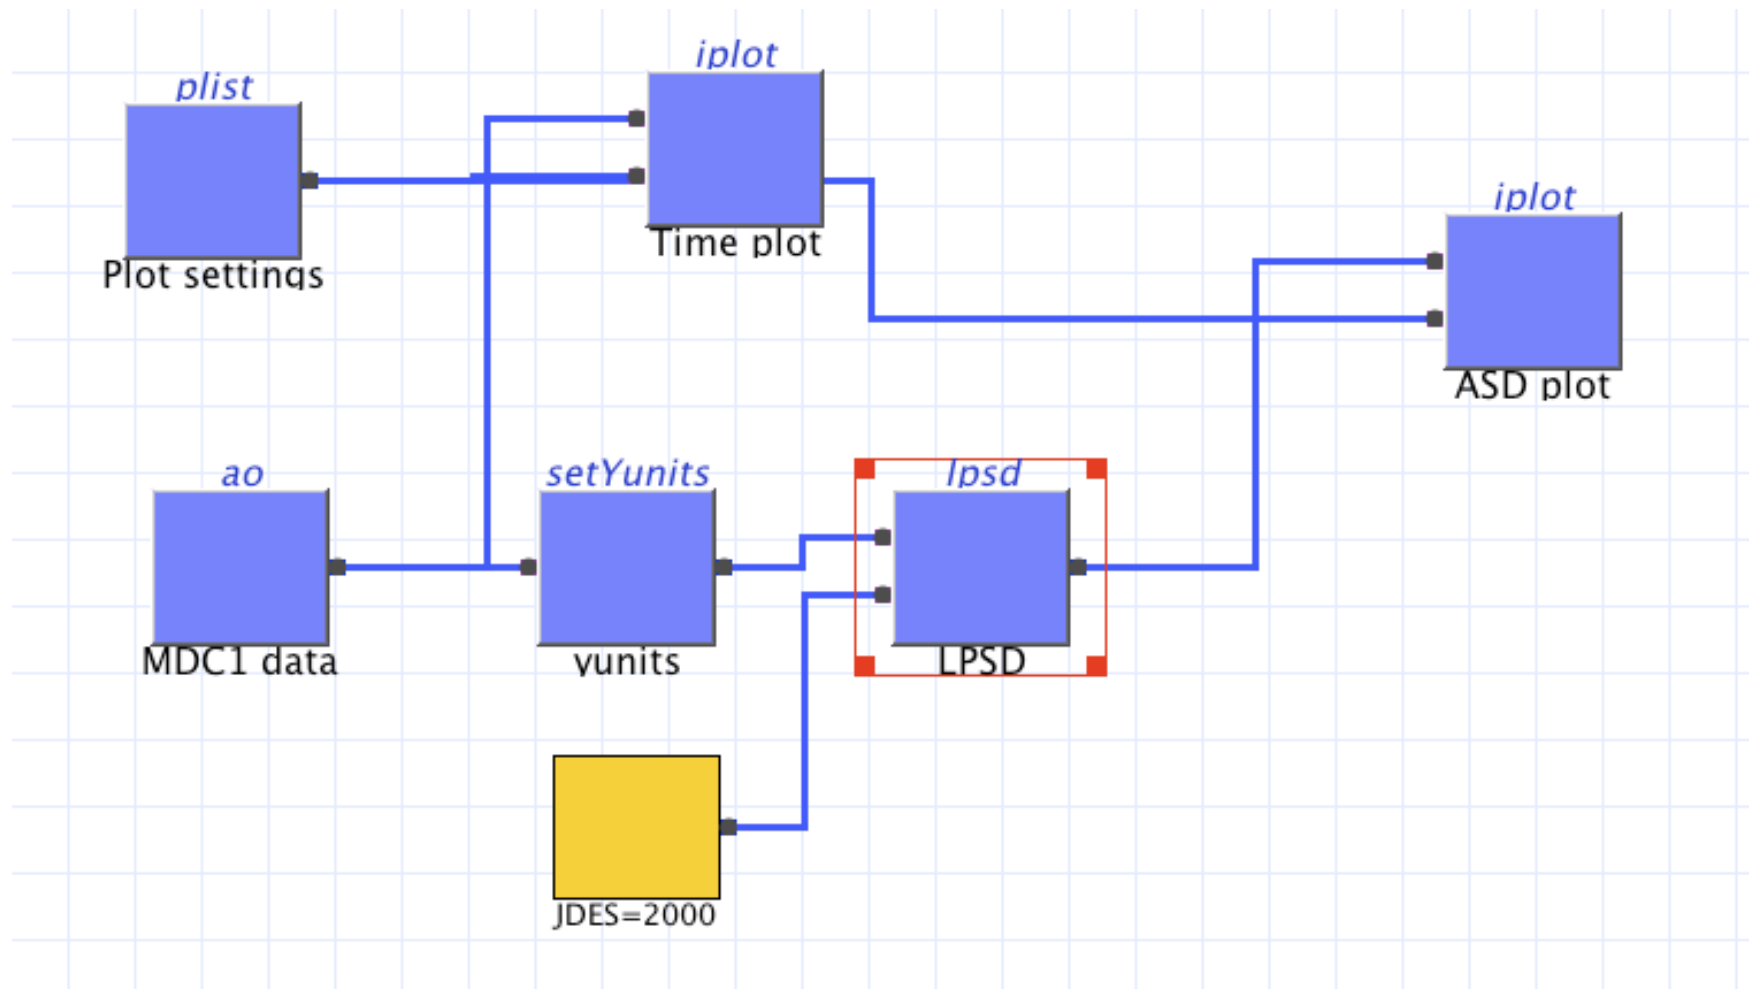 iplot
plist
Time plot
Plot settings
iplot
ASD plot
ao
setYunits
lpsd
MDC1 data
yunits
LPSD
JDES=2000